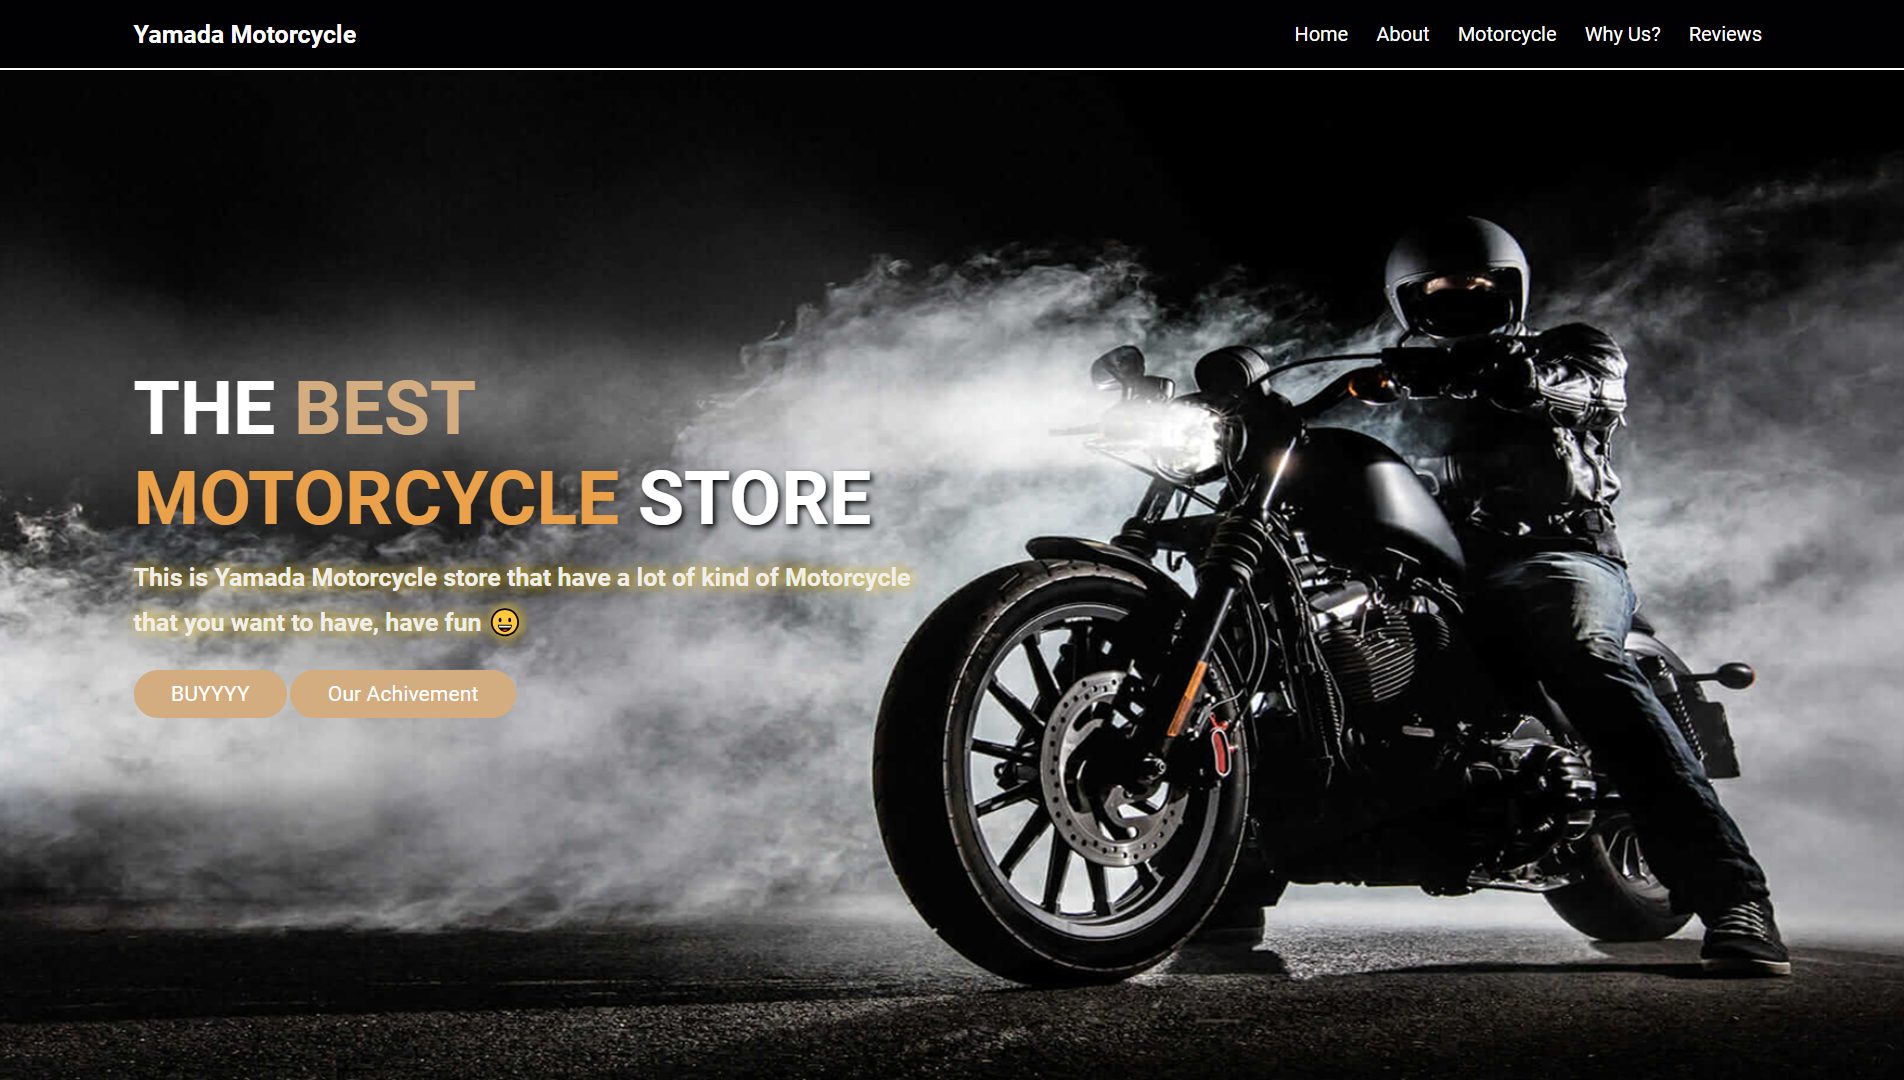 Yamada Motorcycle
Home About Motorcycle Why Us? Reviews
THE BEST
MOTORCYCLE STORE
This is Yamada Motorcycle store that have a lot of kind of Motorcycle
that you want to have, have fun 😀
BUYYYY Our Achivement